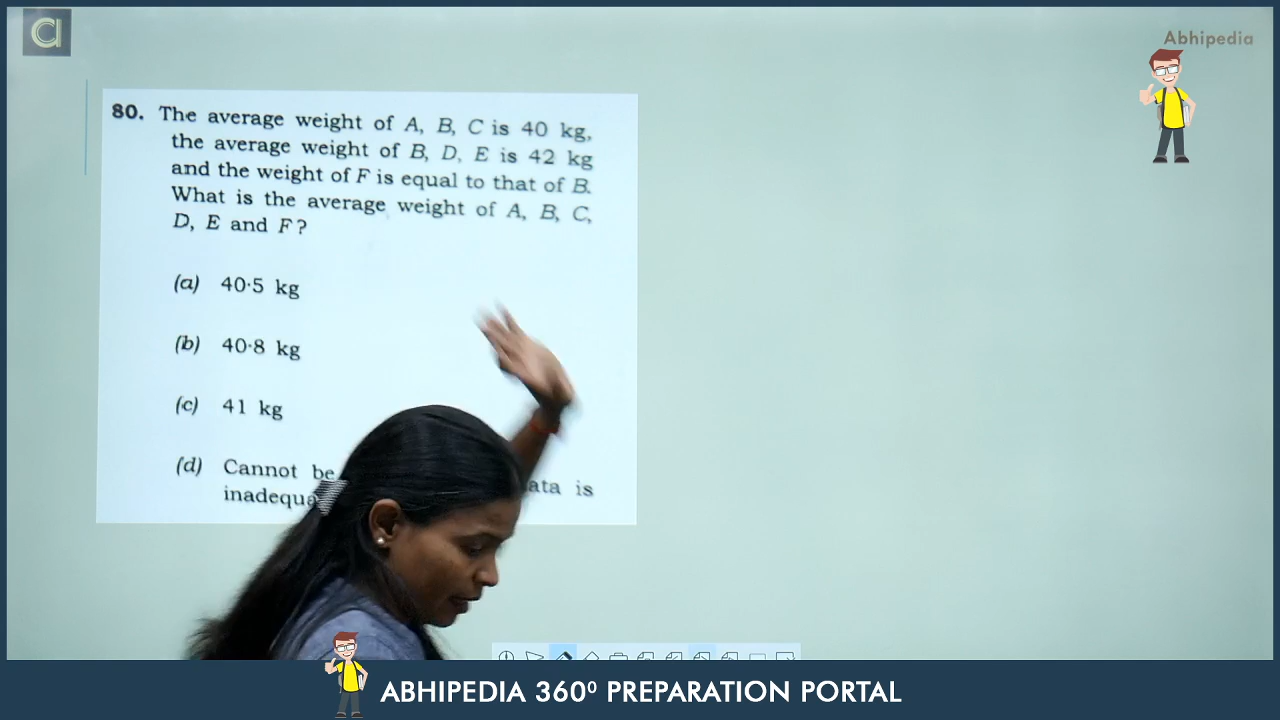 a
Abhipedia
80. The average weight of A, B, C is 40 kg,
the average weight of B, D, E is 42 kg
and the weight of F is equal to that of B.
What is the average weight of A, B, C,
D, E and F?
(a) 40·5 kg
(b) 40·8 kg
(c) 41 kg
(d) Cannot be ata is
inadequa
ABHIPEDIA 360⁰ PREPARATION PORTAL